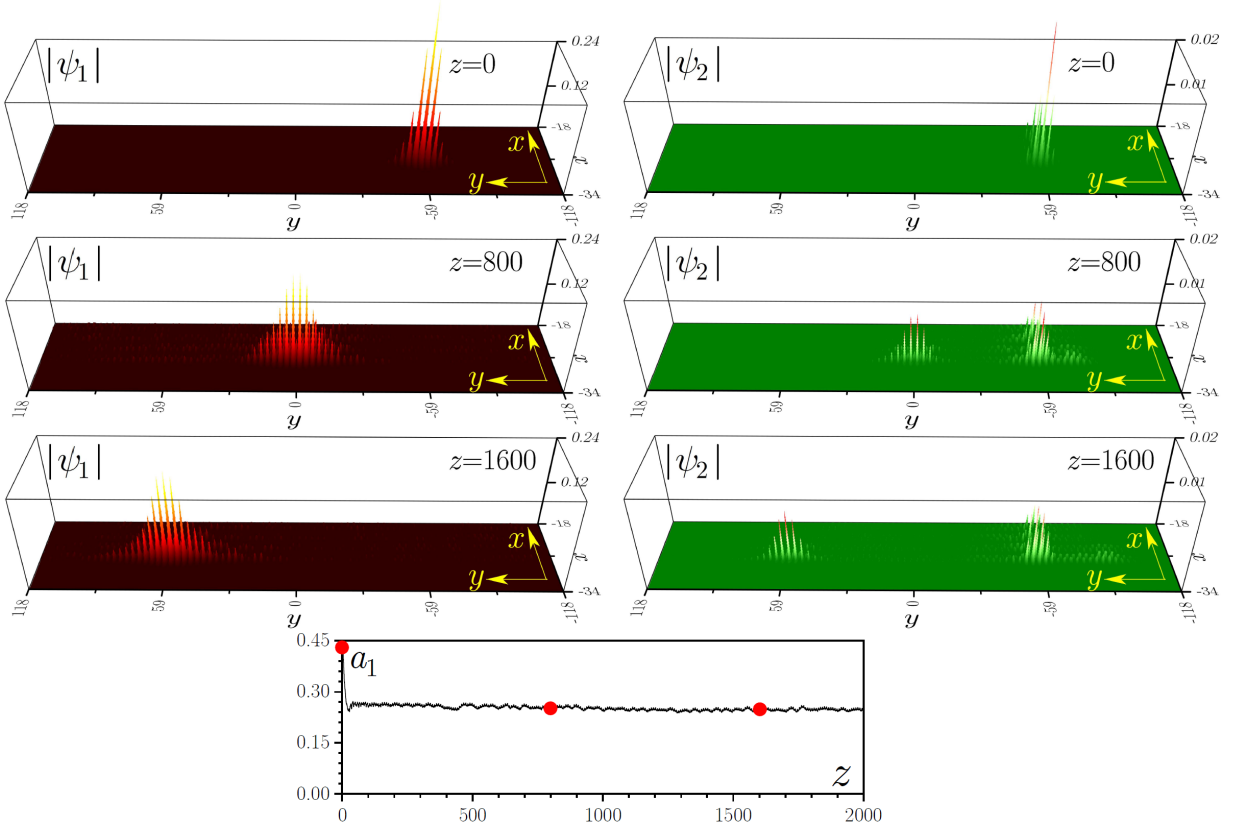 |ψ₁| z=0 0.24
0.12
-18
x
y x
-34
118 59 0 -59 -118
y
|ψ₂| z=0 0.02
0.01
-18
x
y x
-34
118 59 0 -59 -118
y
|ψ₁| z=800 0.24
0.12
-18
x
y x
-34
118 59 0 -59 -118
y
|ψ₂| z=800 0.02
0.01
-18
x
y x
-34
118 59 0 -59 -118
y
|ψ₁| z=1600 0.24
0.12
-18
x
y x
-34
118 59 0 -59 -118
y
|ψ₂| z=1600 0.02
0.01
-18
x
y x
-34
118 59 0 -59 -118
y
0.45
a₁
0.30
0.15
z
0.00
0 500 1000 1500 2000